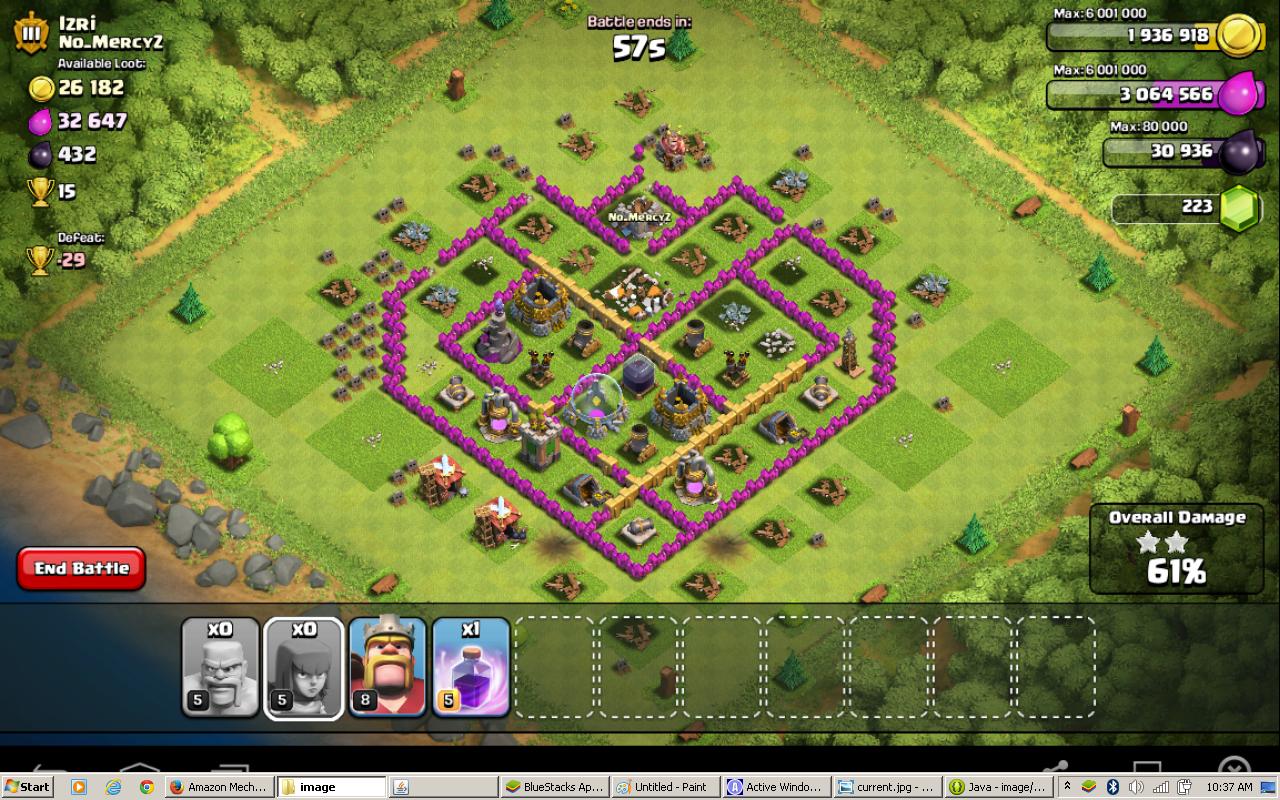 III
Izri
No_MercyZ
Available Loot:
26 182
32 647
432
15
Defeat:
-29
Battle ends in:
57s
Max: 6 001 000
1 936 918
Max: 6 001 000
3 064 566
Max: 80 000
30 936
223
No_MercyZ
Overall Damage
61%
End Battle
x0
5
x0
5
8
x1
5
Start
Amazon Mech...
image
BlueStacks Ap...
Untitled - Paint
Active Windo...
current.jpg - ...
Java - image/...
10:37 AM